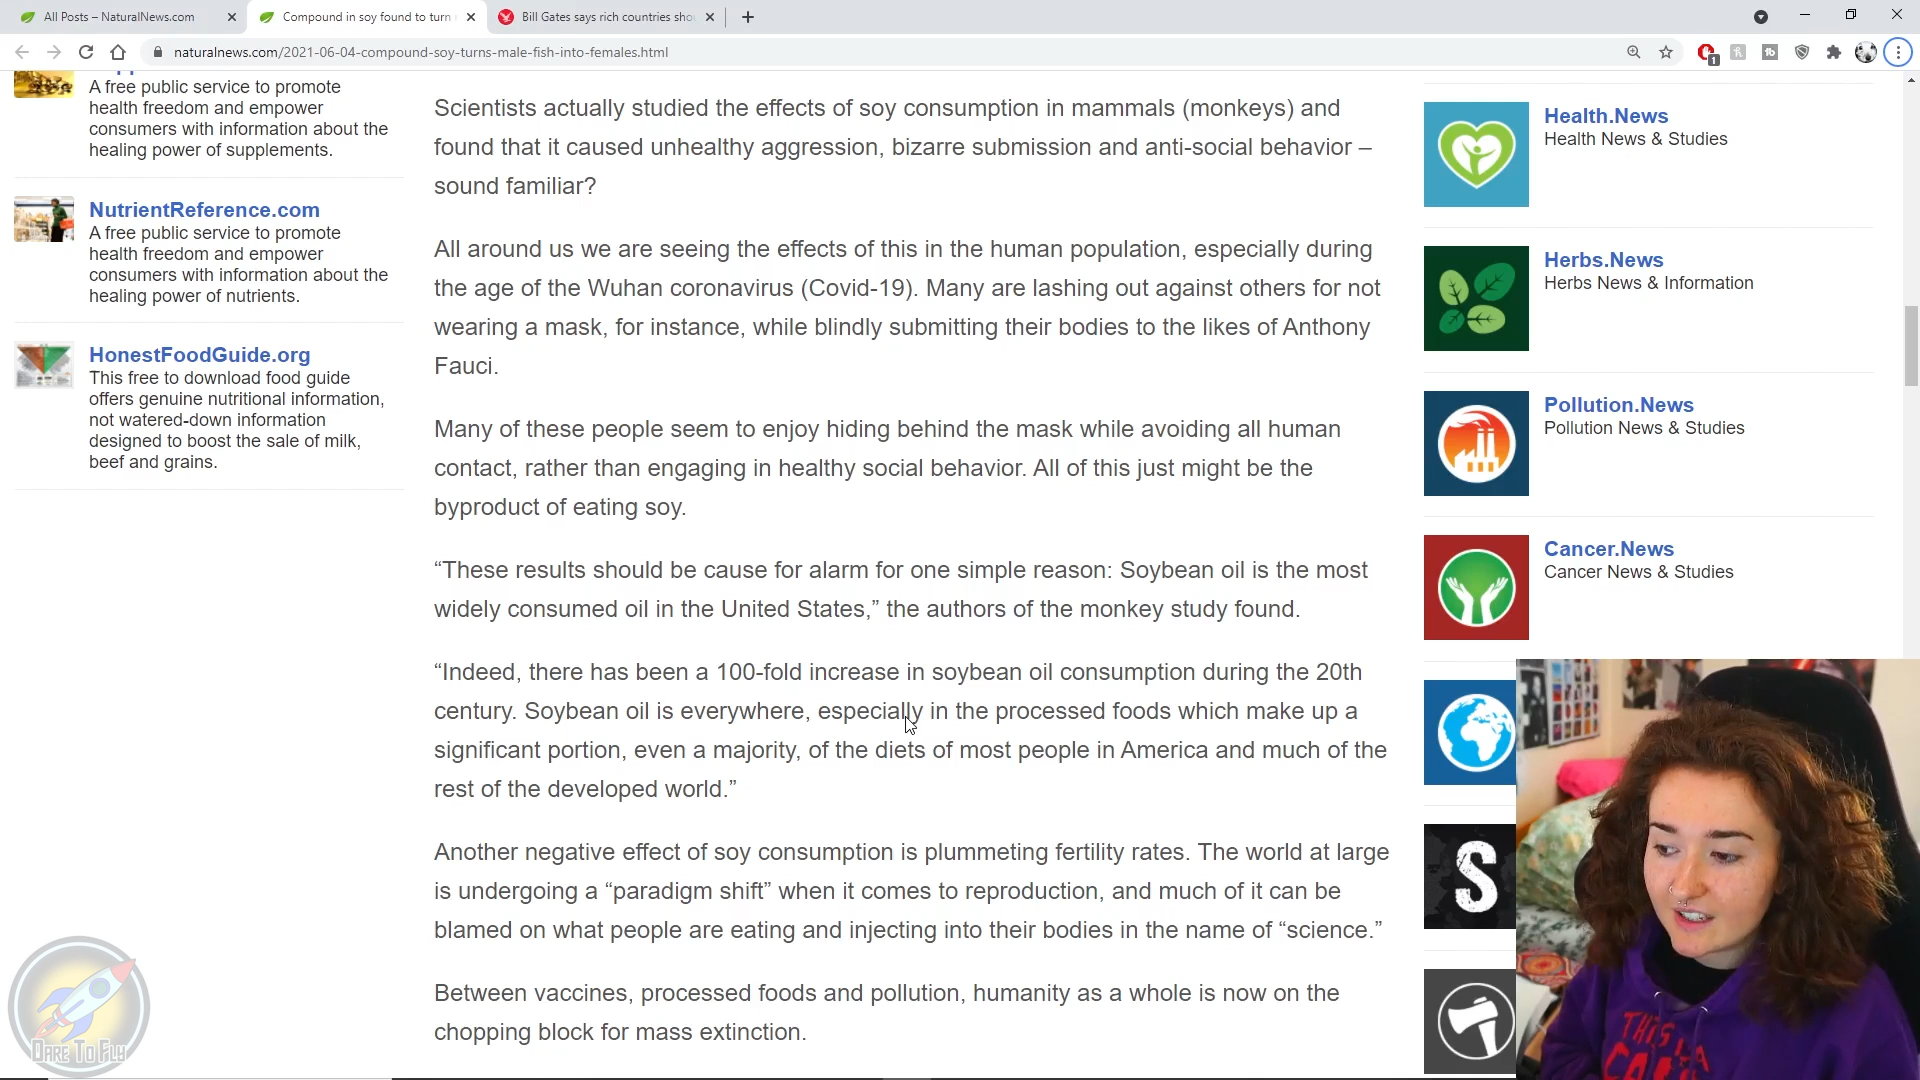 All Posts – NaturalNews.com
Compound in soy found to turn
Bill Gates says rich countries shou
naturalnews.com/2021-06-04-compound-soy-turns-male-fish-into-females.html
A free public service to promote
health freedom and empower
consumers with information about the
healing power of supplements.
NutrientReference.com
A free public service to promote
health freedom and empower
consumers with information about the
healing power of nutrients.
HonestFoodGuide.org
This free to download food guide
offers genuine nutritional information,
not watered-down information
designed to boost the sale of milk,
beef and grains.
Scientists actually studied the effects of soy consumption in mammals (monkeys) and
found that it caused unhealthy aggression, bizarre submission and anti-social behavior –
sound familiar?
All around us we are seeing the effects of this in the human population, especially during
the age of the Wuhan coronavirus (Covid-19). Many are lashing out against others for not
wearing a mask, for instance, while blindly submitting their bodies to the likes of Anthony
Fauci.
Many of these people seem to enjoy hiding behind the mask while avoiding all human
contact, rather than engaging in healthy social behavior. All of this just might be the
byproduct of eating soy.
“These results should be cause for alarm for one simple reason: Soybean oil is the most
widely consumed oil in the United States,” the authors of the monkey study found.
“Indeed, there has been a 100-fold increase in soybean oil consumption during the 20th
century. Soybean oil is everywhere, especially in the processed foods which make up a
significant portion, even a majority, of the diets of most people in America and much of the
rest of the developed world.”
Another negative effect of soy consumption is plummeting fertility rates. The world at large
is undergoing a “paradigm shift” when it comes to reproduction, and much of it can be
blamed on what people are eating and injecting into their bodies in the name of “science.”
Between vaccines, processed foods and pollution, humanity as a whole is now on the
chopping block for mass extinction.
Health.News
Health News & Studies
Herbs.News
Herbs News & Information
Pollution.News
Pollution News & Studies
Cancer.News
Cancer News & Studies
S
DARE TO FLY
THIS IS A